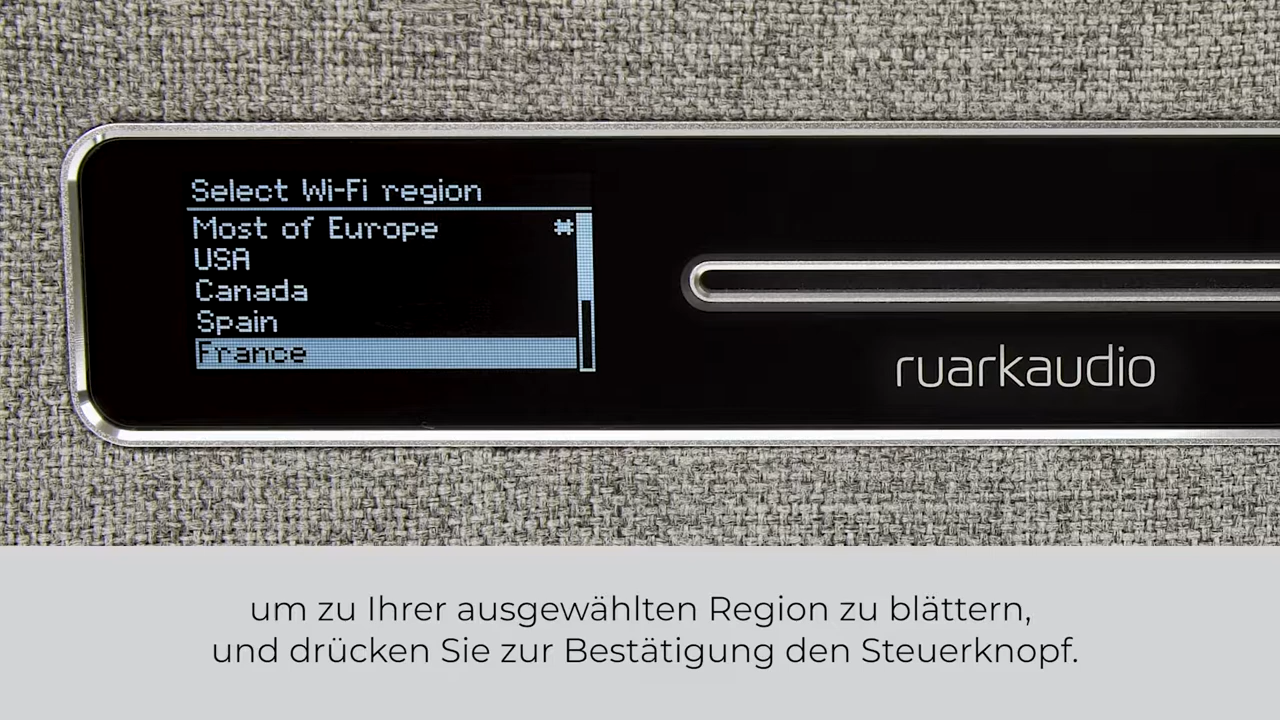 Select Wi-Fi region
Most of Europe *
USA
Canada
Spain
France
ruarkaudio
um zu Ihrer ausgewählten Region zu blättern,
und drücken Sie zur Bestätigung den Steuerknopf.